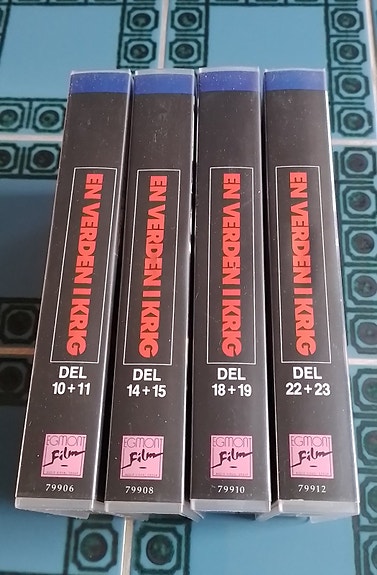 EN VERDEN I KRIG
DEL
10+11
EGMONT
Film
79906
EN VERDEN I KRIG
DEL
14+15
EGMONT
Film
79908
EN VERDEN I KRIG
DEL
18+19
EGMONT
Film
79910
EN VERDEN I KRIG
DEL
22+23
EGMONT
Film
79912